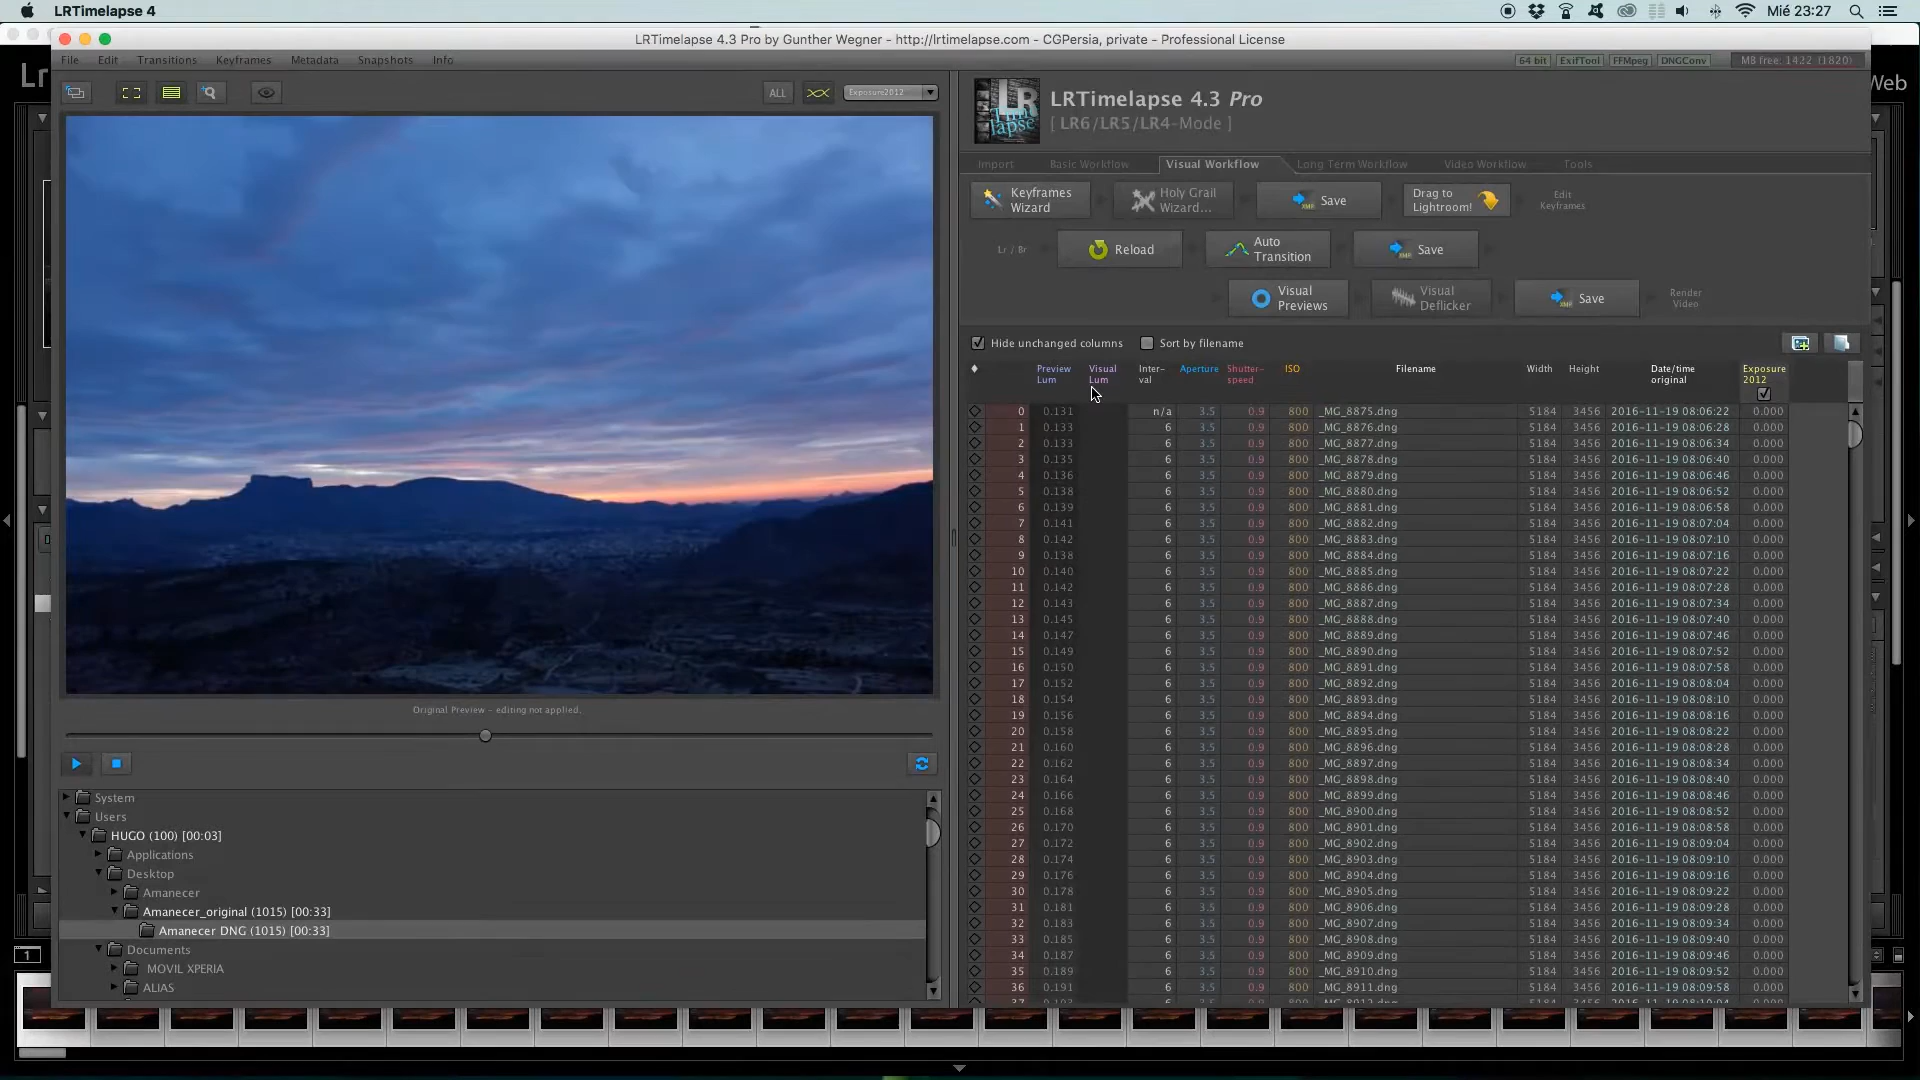 LRTimelapse 4
Mié 23:27
LRTimelapse 4.3 Pro by Gunther Wegner - http://lrtimelapse.com - CGPersia, private - Professional License
File Edit Transitions Keyframes Metadata Snapshots Info
64 bit ExifTool FFMpeg DNGConv MB free: 1422 (1820)
Lr
Web
ALL Exposure2012
LRTimelapse 4.3 Pro
[ LR6/LR5/LR4-Mode ]
Import Basic Workflow Visual Workflow Long Term Workflow Video Workflow Tools
Keyframes Wizard Holy Grail Wizard... Save Drag to Lightroom! Edit Keyframes
Lr / Br Reload Auto Transition Save
Visual Previews Visual Deflicker Save Render Video
Hide unchanged columns Sort by filename
Preview Lum Visual Lum Inter-val Aperture Shutter-speed ISO Filename Width Height Date/time original Exposure 2012
0 0.131 n/a 3.5 0.9 800 _MG_8875.dng 5184 3456 2016-11-19 08:06:22 0.000
1 0.133 6 3.5 0.9 800 _MG_8876.dng 5184 3456 2016-11-19 08:06:28 0.000
2 0.133 6 3.5 0.9 800 _MG_8877.dng 5184 3456 2016-11-19 08:06:34 0.000
3 0.135 6 3.5 0.9 800 _MG_8878.dng 5184 3456 2016-11-19 08:06:40 0.000
4 0.136 6 3.5 0.9 800 _MG_8879.dng 5184 3456 2016-11-19 08:06:46 0.000
5 0.138 6 3.5 0.9 800 _MG_8880.dng 5184 3456 2016-11-19 08:06:52 0.000
6 0.139 6 3.5 0.9 800 _MG_8881.dng 5184 3456 2016-11-19 08:06:58 0.000
7 0.141 6 3.5 0.9 800 _MG_8882.dng 5184 3456 2016-11-19 08:07:04 0.000
8 0.142 6 3.5 0.9 800 _MG_8883.dng 5184 3456 2016-11-19 08:07:10 0.000
9 0.138 6 3.5 0.9 800 _MG_8884.dng 5184 3456 2016-11-19 08:07:16 0.000
10 0.140 6 3.5 0.9 800 _MG_8885.dng 5184 3456 2016-11-19 08:07:22 0.000
11 0.142 6 3.5 0.9 800 _MG_8886.dng 5184 3456 2016-11-19 08:07:28 0.000
12 0.143 6 3.5 0.9 800 _MG_8887.dng 5184 3456 2016-11-19 08:07:34 0.000
13 0.145 6 3.5 0.9 800 _MG_8888.dng 5184 3456 2016-11-19 08:07:40 0.000
14 0.147 6 3.5 0.9 800 _MG_8889.dng 5184 3456 2016-11-19 08:07:46 0.000
15 0.149 6 3.5 0.9 800 _MG_8890.dng 5184 3456 2016-11-19 08:07:52 0.000
16 0.150 6 3.5 0.9 800 _MG_8891.dng 5184 3456 2016-11-19 08:07:58 0.000
17 0.152 6 3.5 0.9 800 _MG_8892.dng 5184 3456 2016-11-19 08:08:04 0.000
18 0.154 6 3.5 0.9 800 _MG_8893.dng 5184 3456 2016-11-19 08:08:10 0.000
19 0.156 6 3.5 0.9 800 _MG_8894.dng 5184 3456 2016-11-19 08:08:16 0.000
20 0.158 6 3.5 0.9 800 _MG_8895.dng 5184 3456 2016-11-19 08:08:22 0.000
21 0.160 6 3.5 0.9 800 _MG_8896.dng 5184 3456 2016-11-19 08:08:28 0.000
22 0.162 6 3.5 0.9 800 _MG_8897.dng 5184 3456 2016-11-19 08:08:34 0.000
23 0.164 6 3.5 0.9 800 _MG_8898.dng 5184 3456 2016-11-19 08:08:40 0.000
24 0.166 6 3.5 0.9 800 _MG_8899.dng 5184 3456 2016-11-19 08:08:46 0.000
25 0.168 6 3.5 0.9 800 _MG_8900.dng 5184 3456 2016-11-19 08:08:52 0.000
26 0.170 6 3.5 0.9 800 _MG_8901.dng 5184 3456 2016-11-19 08:08:58 0.000
27 0.172 6 3.5 0.9 800 _MG_8902.dng 5184 3456 2016-11-19 08:09:04 0.000
28 0.174 6 3.5 0.9 800 _MG_8903.dng 5184 3456 2016-11-19 08:09:10 0.000
29 0.176 6 3.5 0.9 800 _MG_8904.dng 5184 3456 2016-11-19 08:09:16 0.000
30 0.178 6 3.5 0.9 800 _MG_8905.dng 5184 3456 2016-11-19 08:09:22 0.000
31 0.181 6 3.5 0.9 800 _MG_8906.dng 5184 3456 2016-11-19 08:09:28 0.000
32 0.183 6 3.5 0.9 800 _MG_8907.dng 5184 3456 2016-11-19 08:09:34 0.000
33 0.185 6 3.5 0.9 800 _MG_8908.dng 5184 3456 2016-11-19 08:09:40 0.000
34 0.187 6 3.5 0.9 800 _MG_8909.dng 5184 3456 2016-11-19 08:09:46 0.000
35 0.189 6 3.5 0.9 800 _MG_8910.dng 5184 3456 2016-11-19 08:09:52 0.000
36 0.191 6 3.5 0.9 800 _MG_8911.dng 5184 3456 2016-11-19 08:09:58 0.000
Original Preview - editing not applied.
System
Users
HUGO (100) [00:03]
Applications
Desktop
Amanecer
Amanecer_original (1015) [00:33]
Amanecer DNG (1015) [00:33]
Documents
MOVIL XPERIA
ALIAS
1